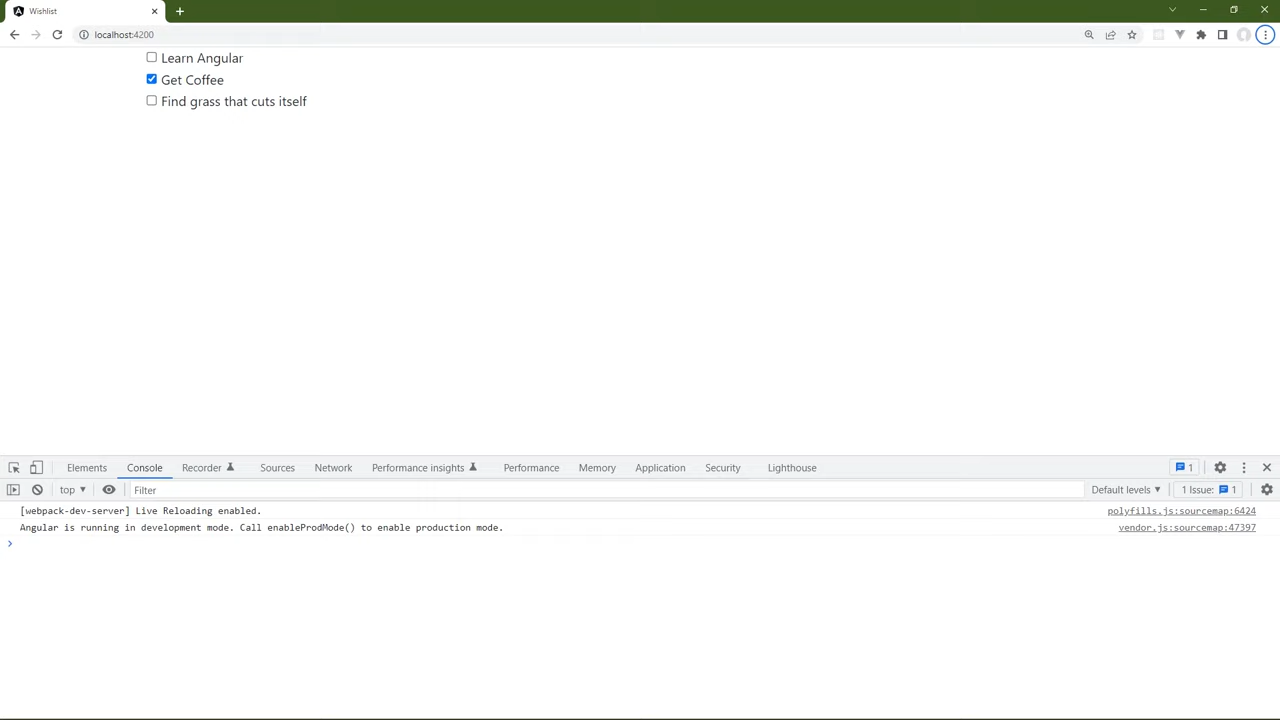 Wishlist
localhost:4200
Learn Angular
Get Coffee
Find grass that cuts itself
Elements Console Recorder Sources Network Performance insights Performance Memory Application Security Lighthouse 1
top Filter Default levels 1 Issue: 1
[webpack-dev-server] Live Reloading enabled. polyfills.js:sourcemap:6424
Angular is running in development mode. Call enableProdMode() to enable production mode. vendor.js:sourcemap:47397